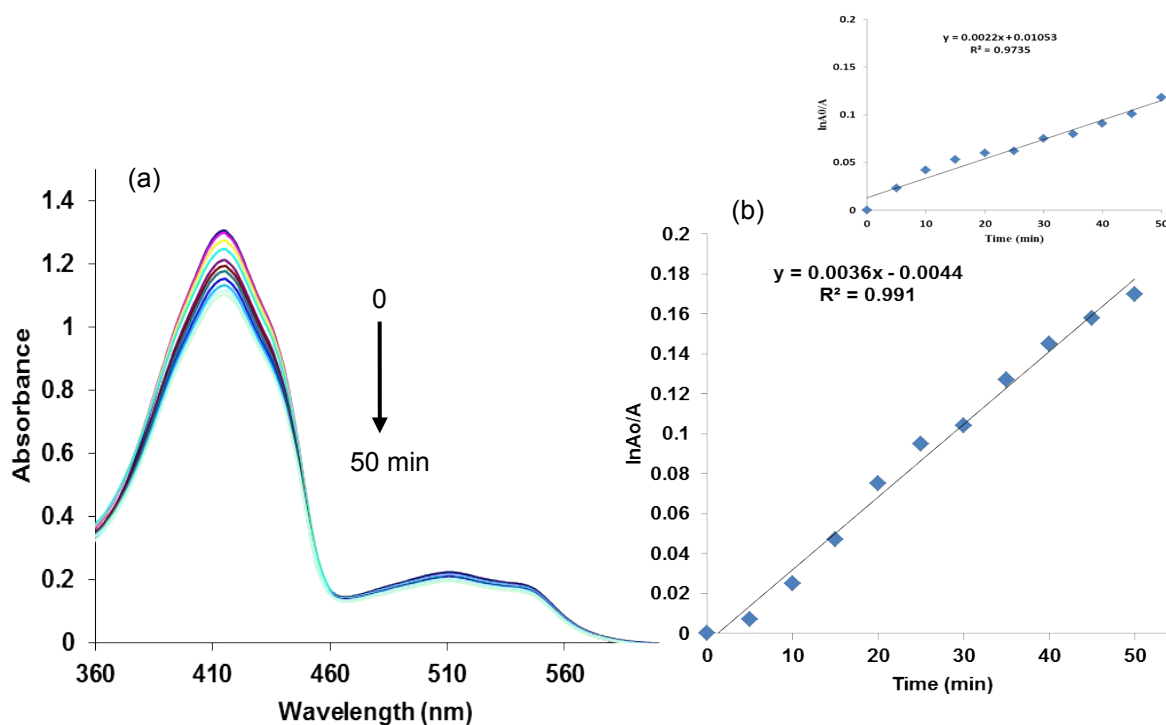 0.2
y = 0.0022x + 0.01053
R² = 0.9735
0.15
lnA0/A
0.1
0.05
0
0 10 20 30 40 50
Time (min)
(a)
1.4
1.2
1
0.8
0.6
0.4
0.2
0
Absorbance
0
50 min
360 410 460 510 560
Wavelength (nm)
(b)
0.2
0.18
0.16
0.14
0.12
0.1
0.08
0.06
0.04
0.02
0
y = 0.0036x - 0.0044
R² = 0.991
lnAo/A
0 10 20 30 40 50
Time (min)